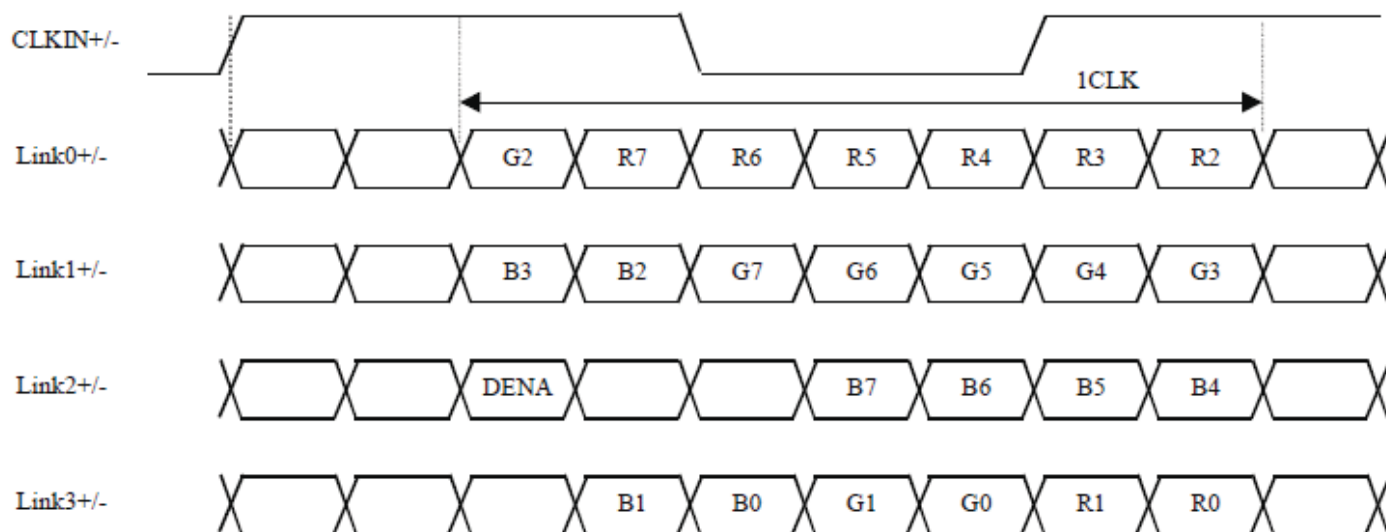 CLKIN+/-
1CLK
Link0+/- G2 R7 R6 R5 R4 R3 R2
Link1+/- B3 B2 G7 G6 G5 G4 G3
Link2+/- DENA B7 B6 B5 B4
Link3+/- B1 B0 G1 G0 R1 R0